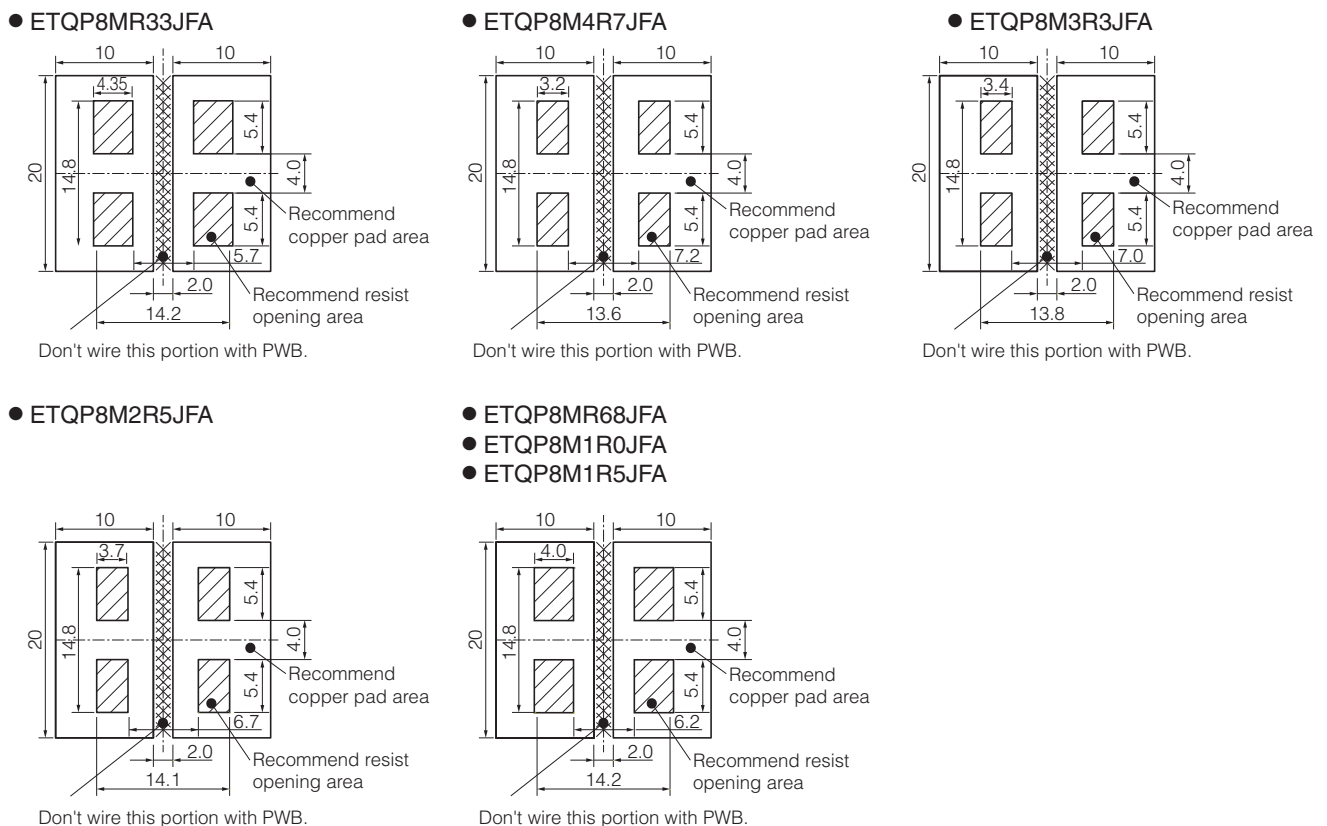 ● ETQP8MR33JFA
10
10
4.35
20
14.8
5.4
4.0
5.4
Recommend
copper pad area
5.7
2.0
Recommend resist
opening area
14.2
Don't wire this portion with PWB.
● ETQP8M4R7JFA
10
10
3.2
20
14.8
5.4
4.0
5.4
Recommend
copper pad area
7.2
2.0
Recommend resist
opening area
13.6
Don't wire this portion with PWB.
● ETQP8M3R3JFA
10
10
3.4
20
14.8
5.4
4.0
5.4
Recommend
copper pad area
7.0
2.0
Recommend resist
opening area
13.8
Don't wire this portion with PWB.
● ETQP8M2R5JFA
10
10
3.7
20
14.8
5.4
4.0
5.4
Recommend
copper pad area
6.7
2.0
Recommend resist
opening area
14.1
Don't wire this portion with PWB.
● ETQP8MR68JFA
● ETQP8M1R0JFA
● ETQP8M1R5JFA
10
10
4.0
20
14.8
5.4
4.0
5.4
Recommend
copper pad area
6.2
2.0
Recommend resist
opening area
14.2
Don't wire this portion with PWB.